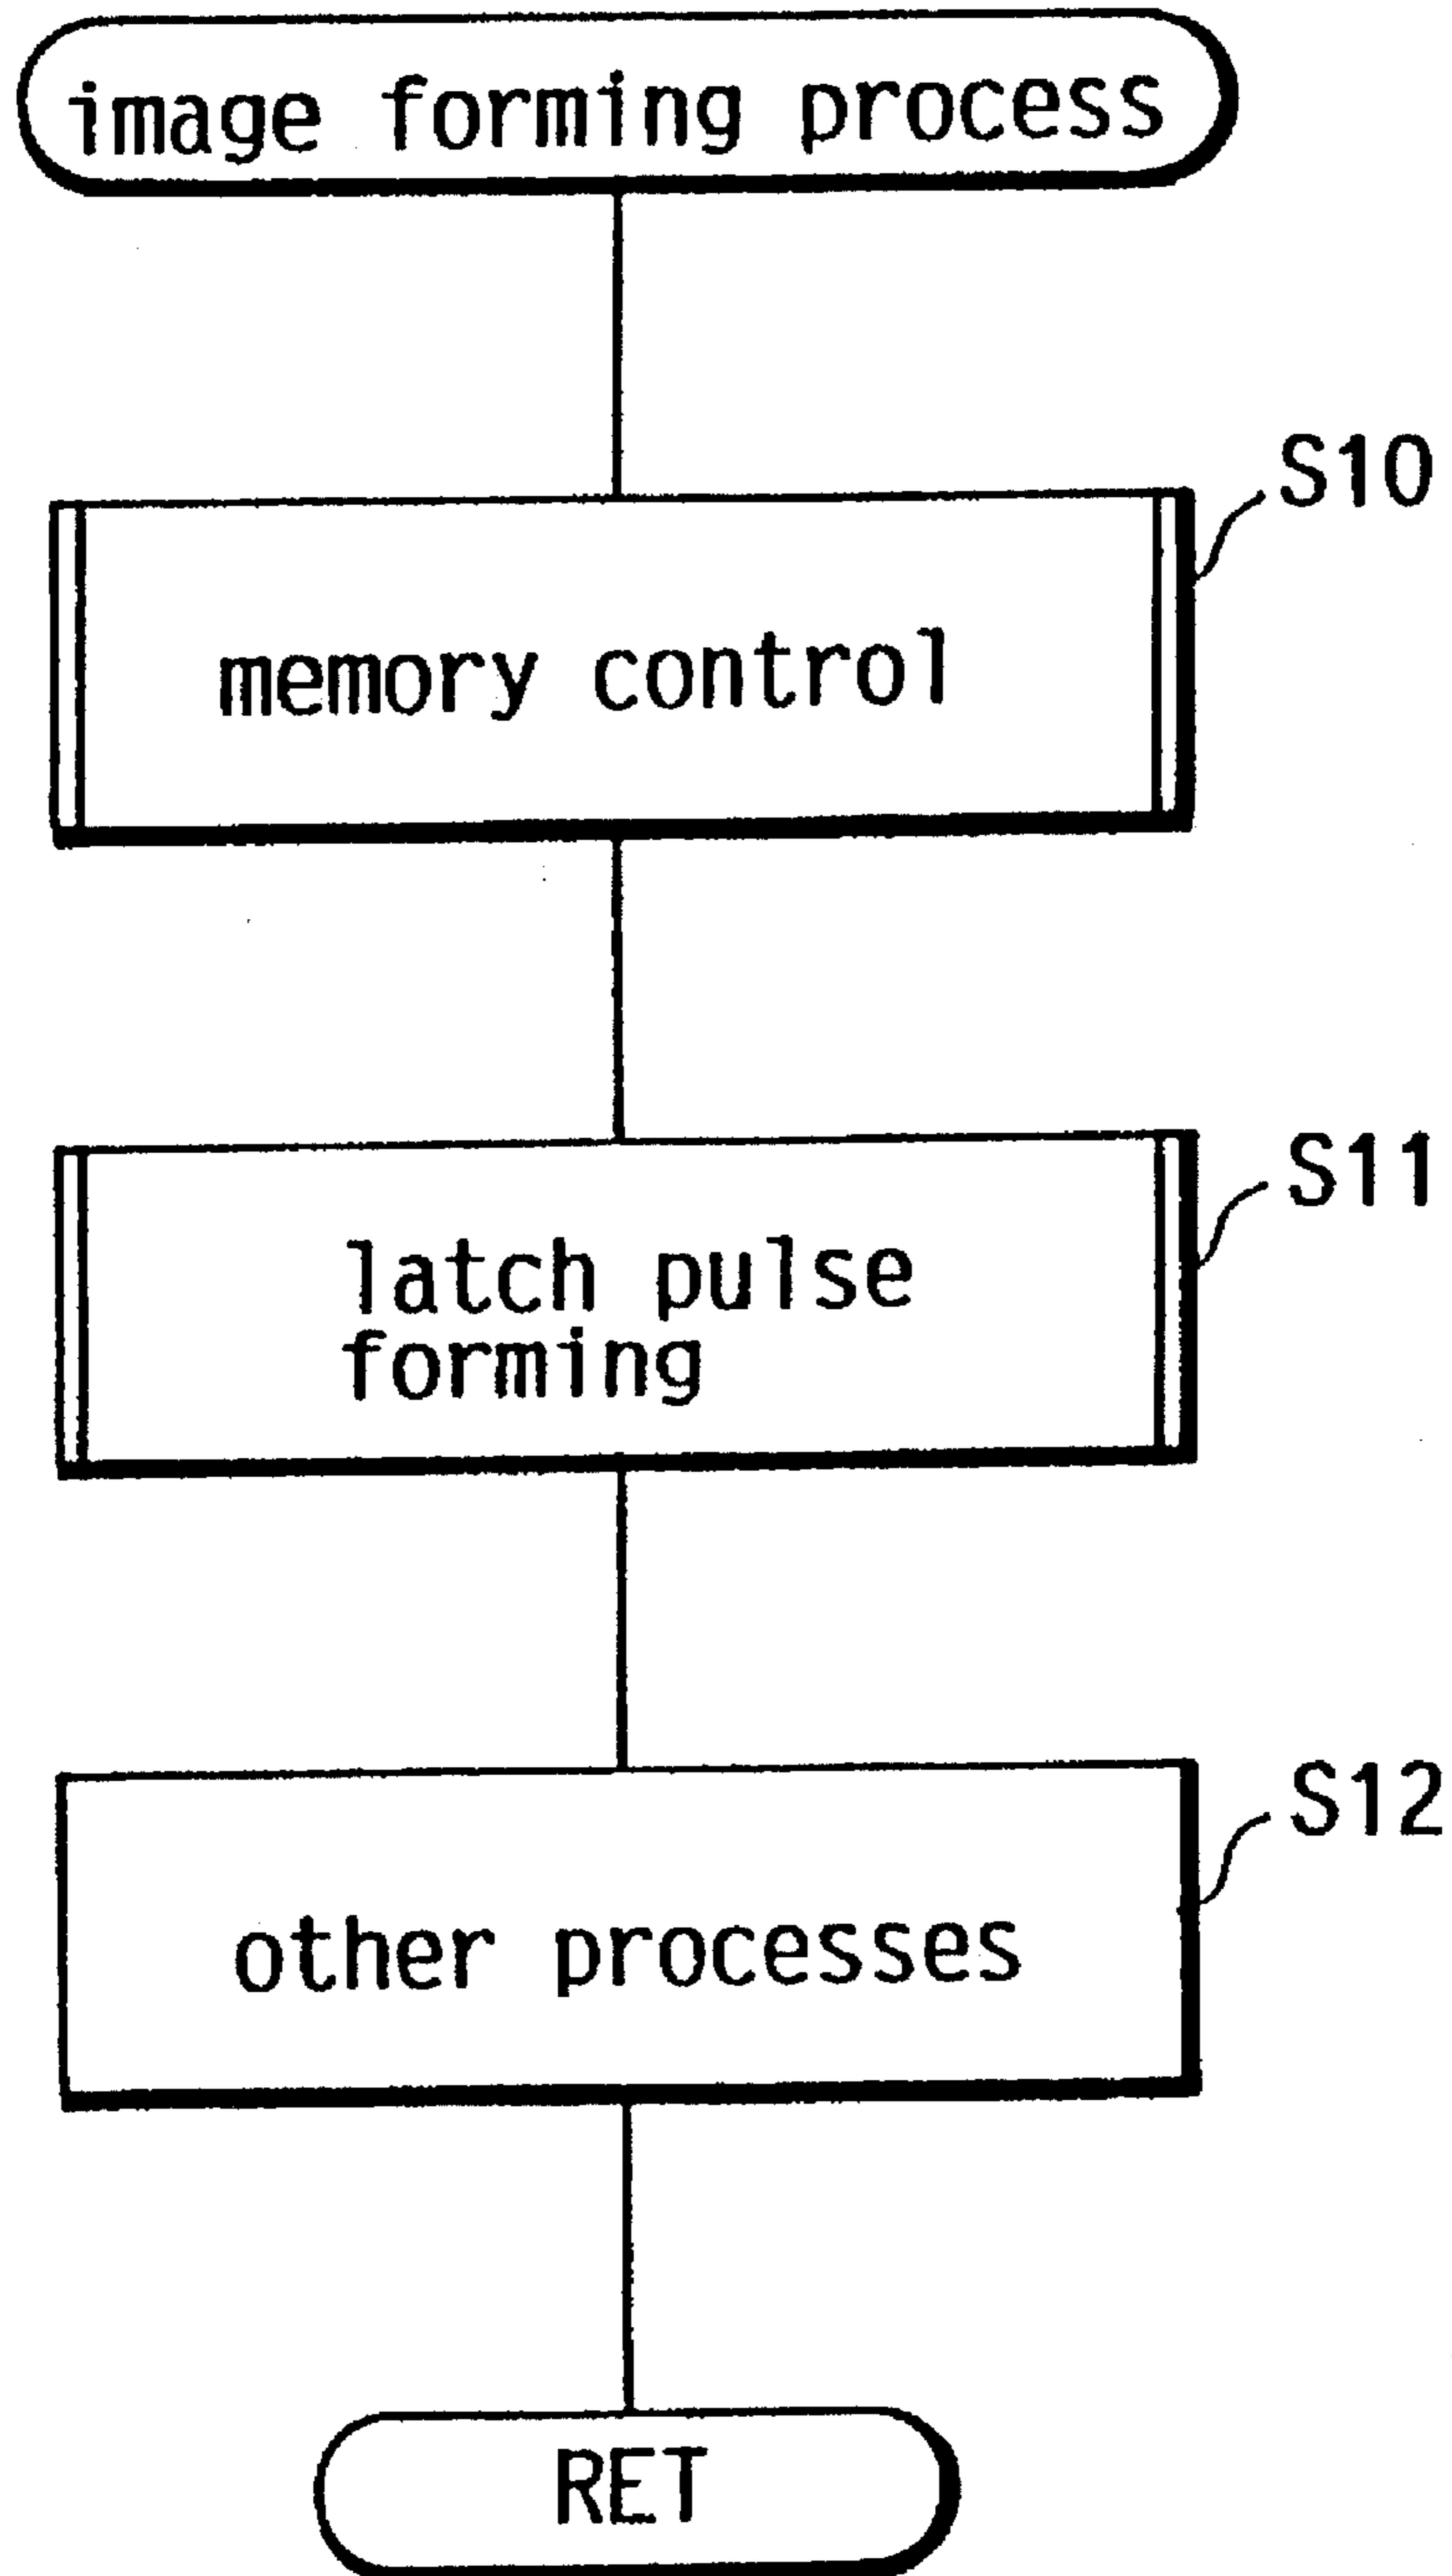 image forming process
S10
memory control
S11
latch pulse
forming
S12
other processes
RET